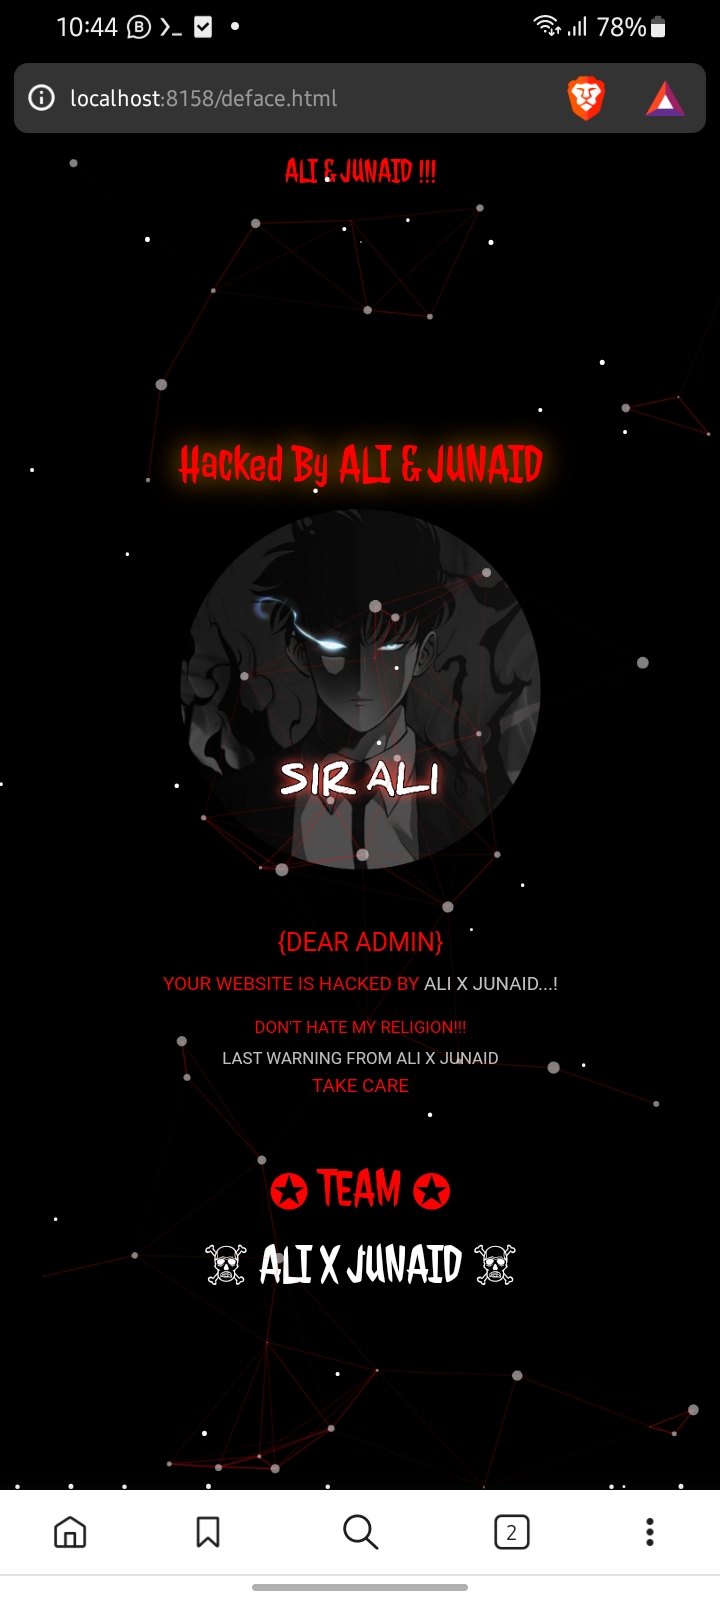 10:44
78%
localhost:8158/deface.html
ALI & JUNAID !!!
Hacked By ALI & JUNAID
SIR ALI
{DEAR ADMIN}
YOUR WEBSITE IS HACKED BY ALI X JUNAID...!
DON'T HATE MY RELIGION!!!
LAST WARNING FROM ALI X JUNAID
TAKE CARE
✪ TEAM ✪
☠ ALI X JUNAID ☠
2